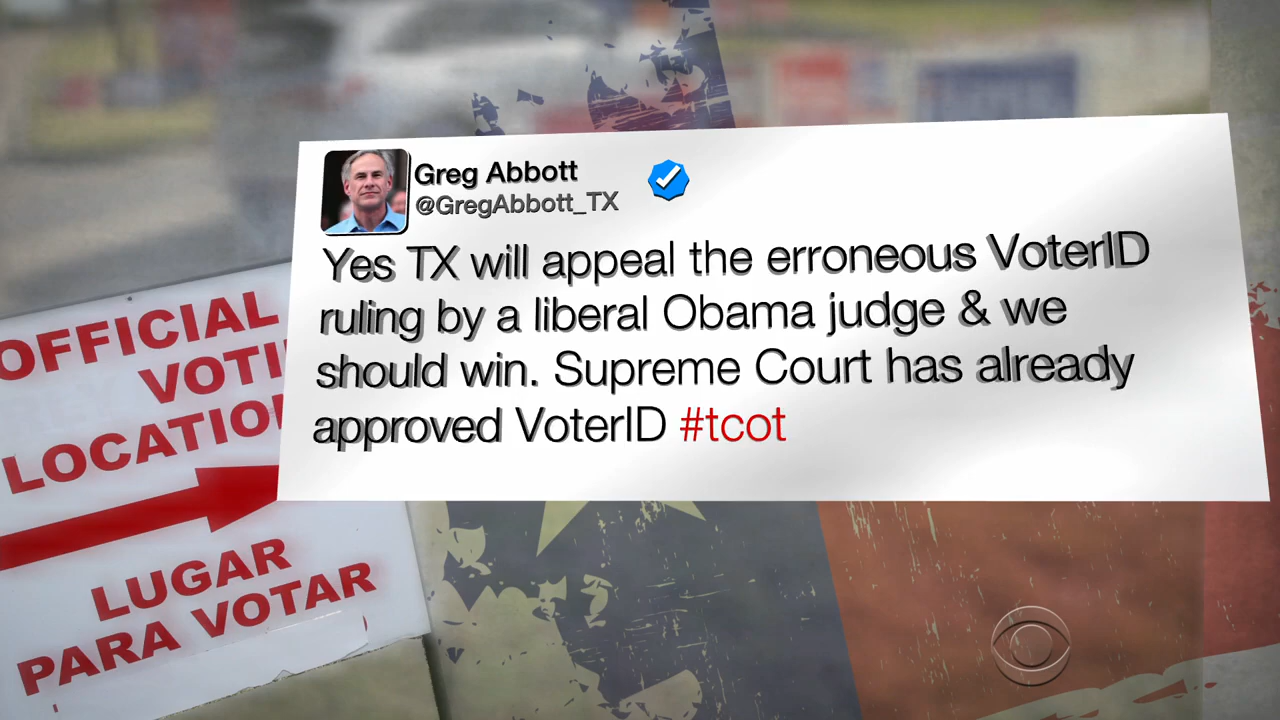 Greg Abbott
@GregAbbott_TX
Yes TX will appeal the erroneous VoterID
ruling by a liberal Obama judge & we
should win. Supreme Court has already
approved VoterID #tcot
OFFICIAL
VOTI
LOCATION
LUGAR
PARA VOTAR